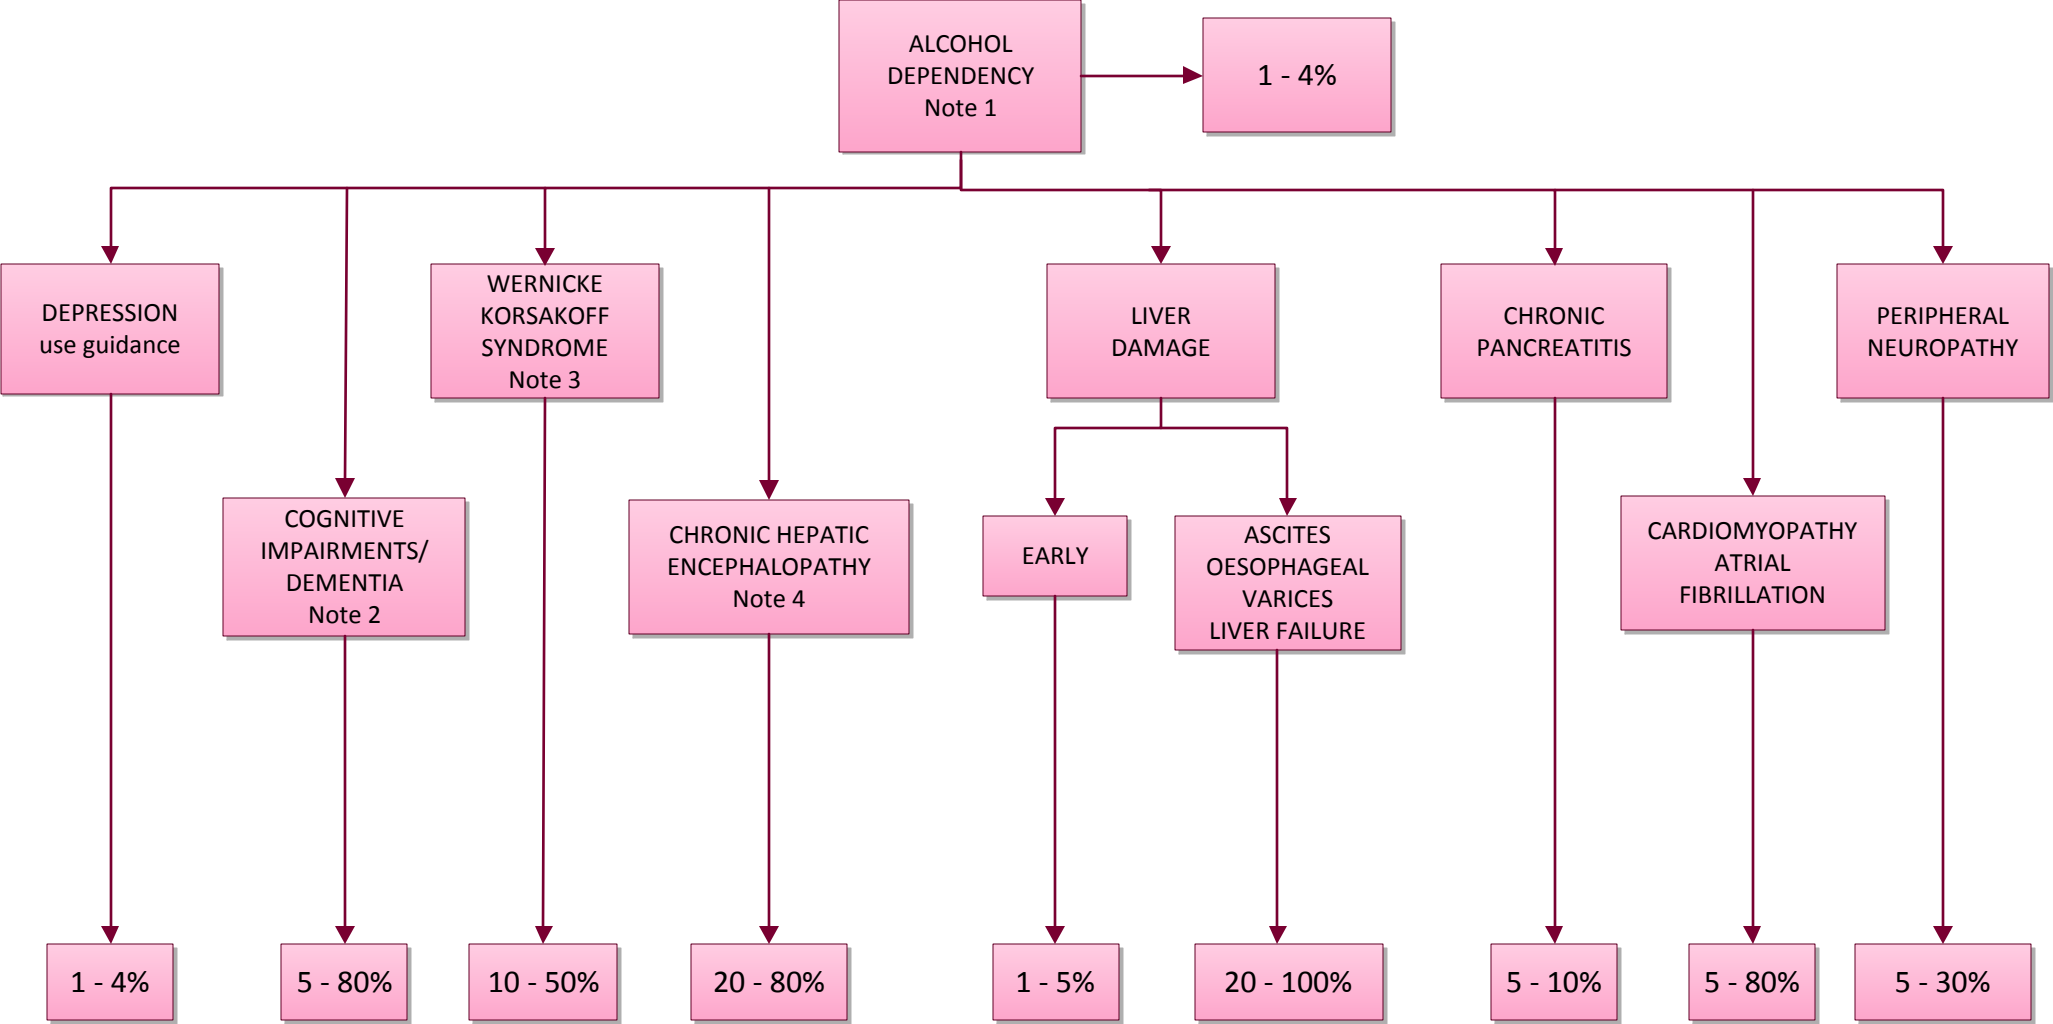 ALCOHOL
DEPENDENCY
Note 1
1 - 4%
DEPRESSION
use guidance
WERNICKE
KORSAKOFF
SYNDROME
Note 3
LIVER
DAMAGE
CHRONIC
PANCREATITIS
PERIPHERAL
NEUROPATHY
COGNITIVE
IMPAIRMENTS/
DEMENTIA
Note 2
CHRONIC HEPATIC
ENCEPHALOPATHY
Note 4
EARLY
ASCITES
OESOPHAGEAL
VARICES
LIVER FAILURE
CARDIOMYOPATHY
ATRIAL
FIBRILLATION
1 - 4%
5 - 80%
10 - 50%
20 - 80%
1 - 5%
20 - 100%
5 - 10%
5 - 80%
5 - 30%